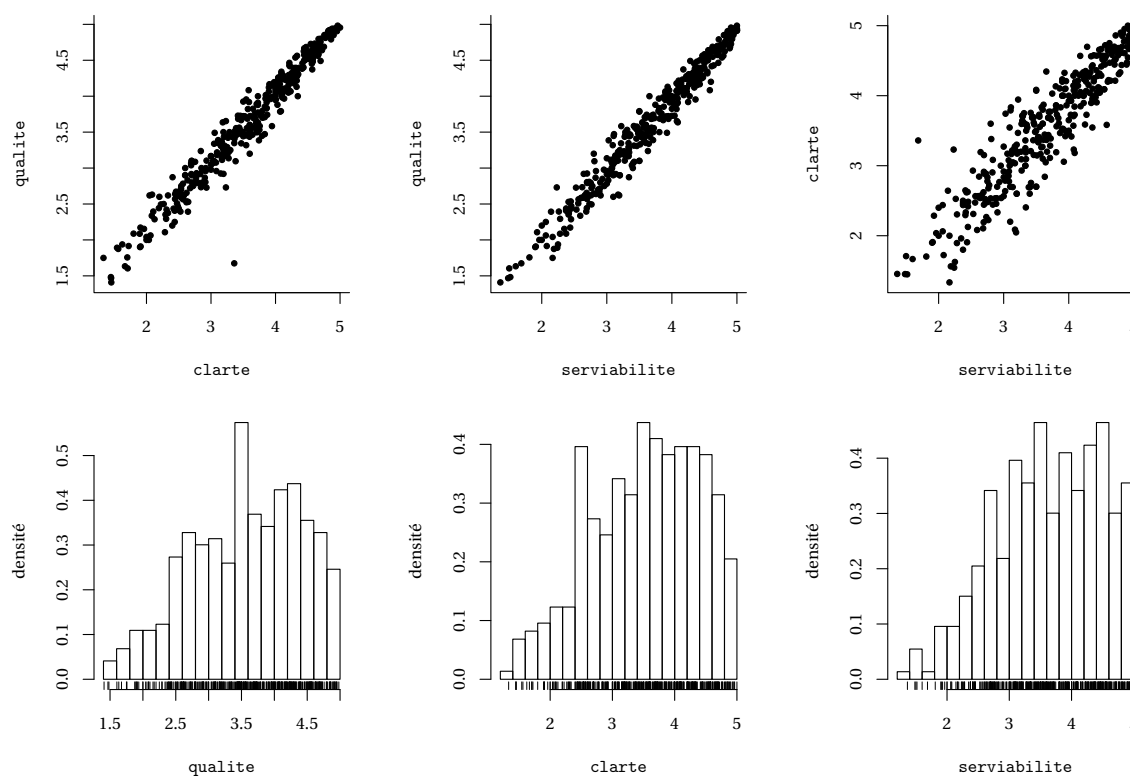 qualite
1.5 2.5 3.5 4.5
2 3 4 5
clarte
qualite
1.5 2.5 3.5 4.5
2 3 4 5
serviabilite
clarte
2 3 4 5
2 3 4
serviabilite
densité
0.0 0.1 0.2 0.3 0.4 0.5
1.5 2.5 3.5 4.5
qualite
densité
0.0 0.1 0.2 0.3 0.4
2 3 4 5
clarte
densité
0.0 0.1 0.2 0.3 0.4
2 3 4
serviabilite